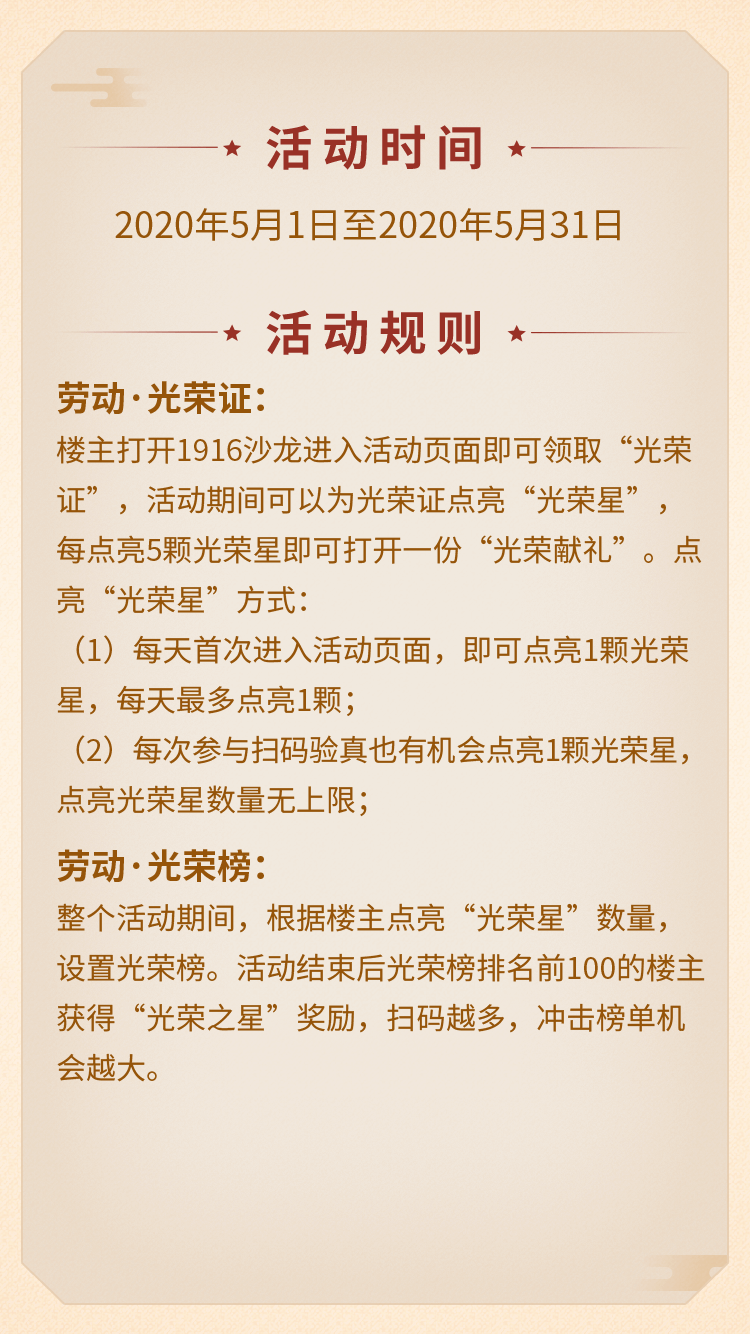 活动时间
2020年5月1日至2020年5月31日
活动规则
劳动·光荣证：
楼主打开1916沙龙进入活动页面即可领取“光荣
证”，活动期间可以为光荣证点亮“光荣星”，
每点亮5颗光荣星即可打开一份“光荣献礼”。点
亮“光荣星”方式：
（1）每天首次进入活动页面，即可点亮1颗光荣
星，每天最多点亮1颗；
（2）每次参与扫码验真也有机会点亮1颗光荣星，
点亮光荣星数量无上限；
劳动·光荣榜：
整个活动期间，根据楼主点亮“光荣星”数量，
设置光荣榜。活动结束后光荣榜排名前100的楼主
获得“光荣之星”奖励，扫码越多，冲击榜单机
会越大。